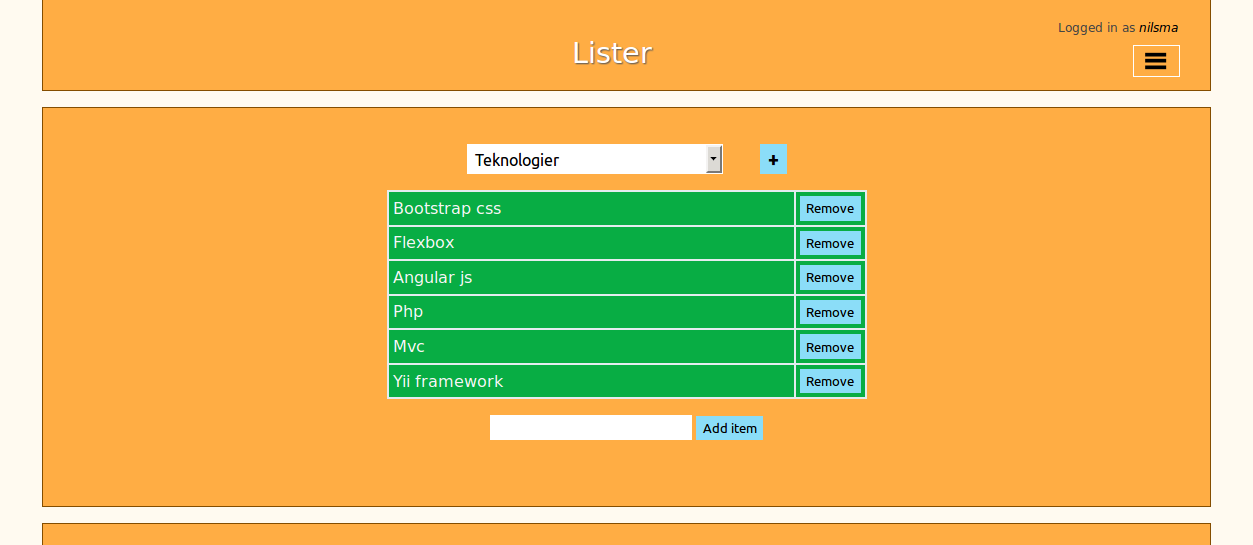 Logged in as nilsma
Lister
Teknologier +
Bootstrap css Remove
Flexbox Remove
Angular js Remove
Php Remove
Mvc Remove
Yii framework Remove
Add item